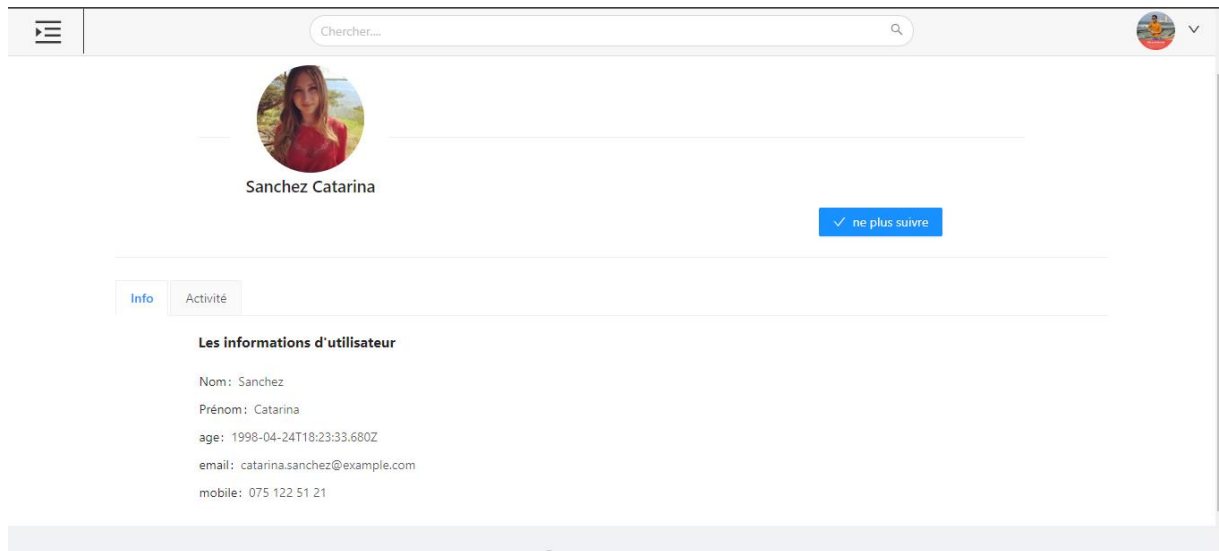 Chercher....
Sanchez Catarina
ne plus suivre
Info Activité
Les informations d'utilisateur
Nom: Sanchez
Prénom: Catarina
age: 1998-04-24T18:23:33.680Z
email: catarina.sanchez@example.com
mobile: 075 122 51 21